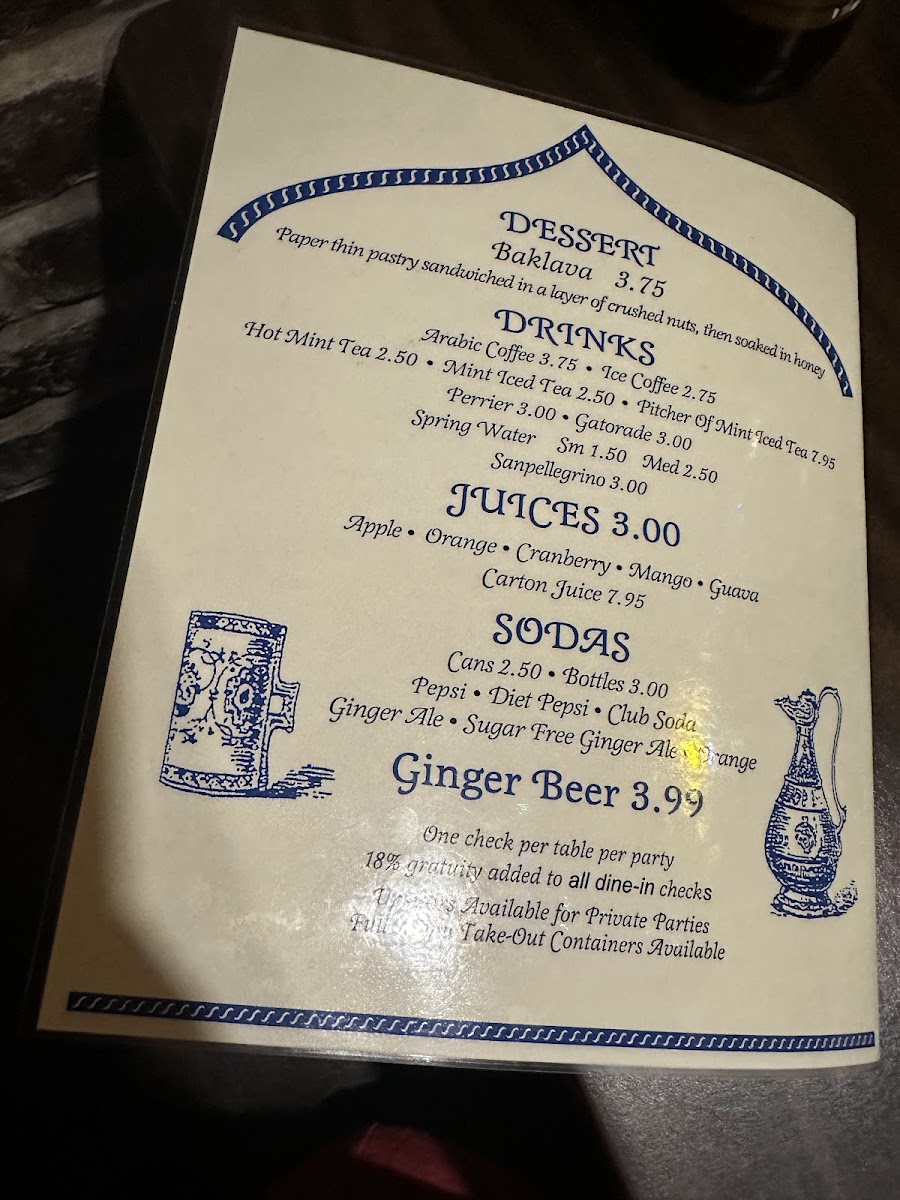 DESSERT
Baklava 3.75
Paper thin pastry sandwiched in a layer of crushed nuts, then soaked in honey
DRINKS
Arabic Coffee 3.75 • Ice Coffee 2.75
Hot Mint Tea 2.50 • Mint Iced Tea 2.50 • Pitcher Of Mint Iced Tea 7.95
Perrier 3.00 • Gatorade 3.00
Spring Water Sm 1.50 Med 2.50
Sanpellegrino 3.00
JUICES 3.00
Apple • Orange • Cranberry • Mango • Guava
Carton Juice 7.95
SODAS
Cans 2.50 • Bottles 3.00
Pepsi • Diet Pepsi • Club Soda
Ginger Ale • Sugar Free Ginger Ale • Orange
Ginger Beer 3.99
One check per table per party
18% gratuity added to all dine-in checks
Available for Private Parties
Take-Out Containers Available